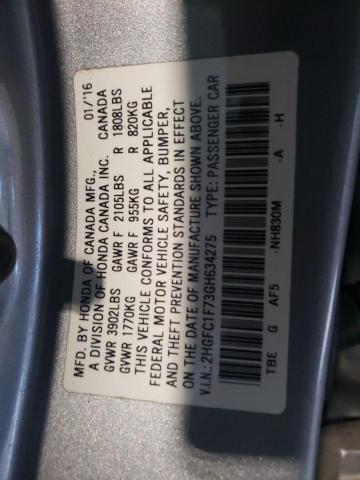 MFD. BY HONDA OF CANADA MFG., 01/'16
A DIVISION OF HONDA CANADA INC. CANADA
GVWR 3902LBS GAWR F 2105LBS R 1808LBS
GVWR 1770KG GAWR F 955KG R 820KG
THIS VEHICLE CONFORMS TO ALL APPLICABLE
FEDERAL MOTOR VEHICLE SAFETY, BUMPER,
AND THEFT PREVENTION STANDARDS IN EFFECT
ON THE DATE OF MANUFACTURE SHOWN ABOVE.
V.I.N.: 2HGFC1F73GH634275 TYPE: PASSENGER CAR
TBE G AF5 -NH830M -A -H